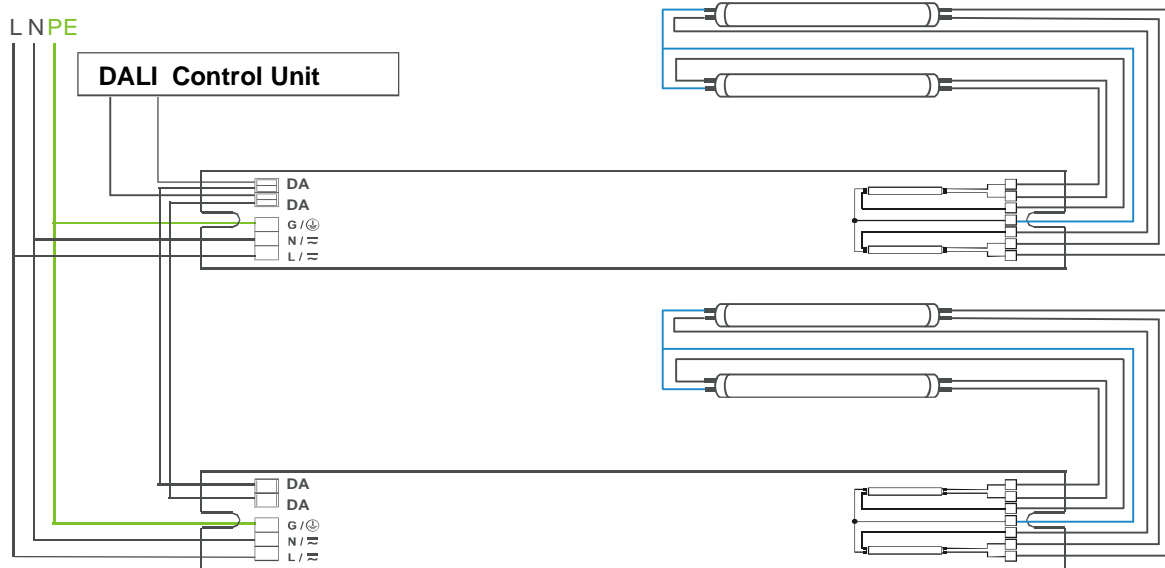 L N PE
DALI Control Unit
DA
DA
G / ⏚
N / ≂
L / ≂
DA
DA
G / ⏚
N / ≂
L / ≂